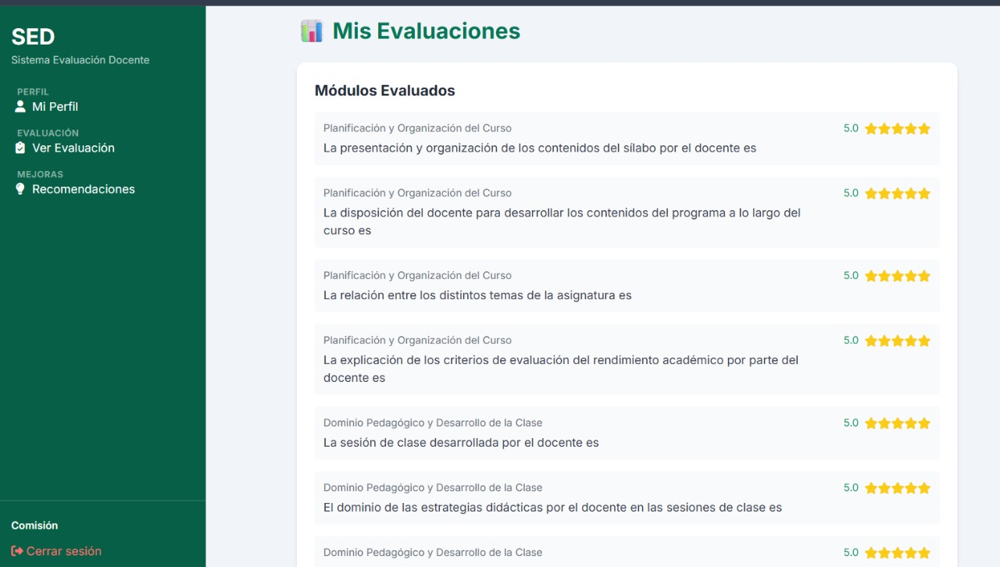 SED
Sistema Evaluación Docente
PERFIL
Mi Perfil
EVALUACIÓN
Ver Evaluación
MEJORAS
Recomendaciones
Comisión
Cerrar sesión
Mis Evaluaciones
Módulos Evaluados
Planificación y Organización del Curso 5.0
La presentación y organización de los contenidos del sílabo por el docente es
Planificación y Organización del Curso 5.0
La disposición del docente para desarrollar los contenidos del programa a lo largo del
curso es
Planificación y Organización del Curso 5.0
La relación entre los distintos temas de la asignatura es
Planificación y Organización del Curso 5.0
La explicación de los criterios de evaluación del rendimiento académico por parte del
docente es
Dominio Pedagógico y Desarrollo de la Clase 5.0
La sesión de clase desarrollada por el docente es
Dominio Pedagógico y Desarrollo de la Clase 5.0
El dominio de las estrategias didácticas por el docente en las sesiones de clase es
Dominio Pedagógico y Desarrollo de la Clase 5.0